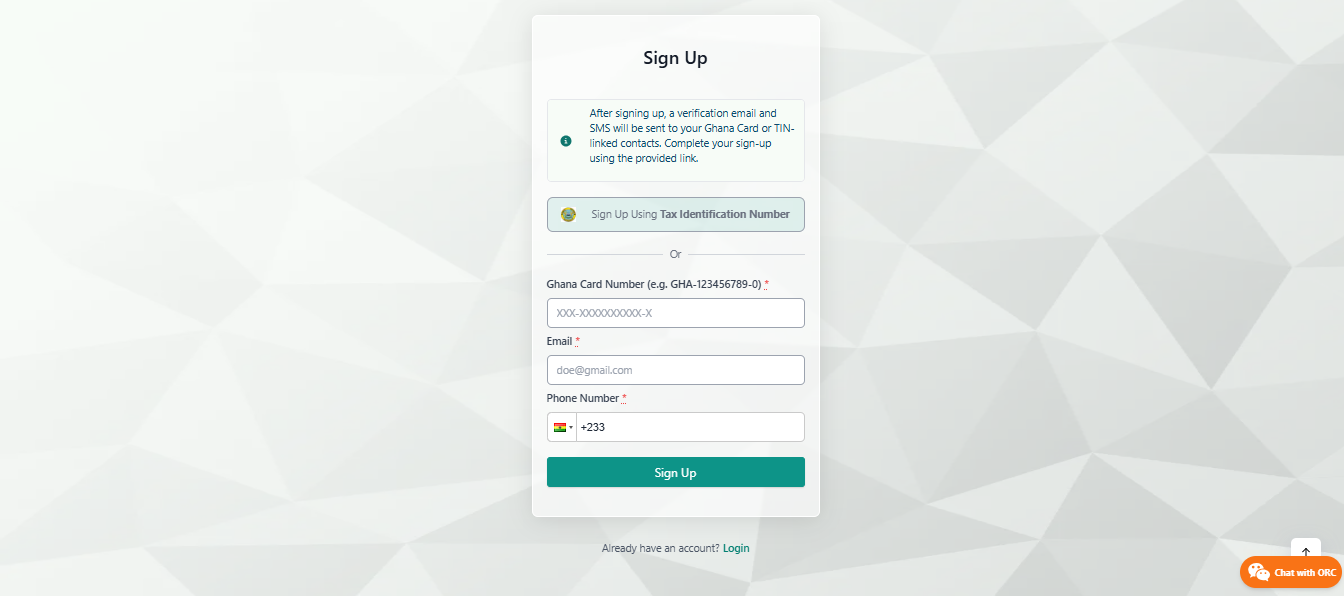 Sign Up
After signing up, a verification email and
SMS will be sent to your Ghana Card or TIN-
linked contacts. Complete your sign-up
using the provided link.
Sign Up Using Tax Identification Number
Or
Ghana Card Number (e.g. GHA-123456789-0) *
XXX-XXXXXXXXXX-X
Email *
doe@gmail.com
Phone Number *
+233
Sign Up
Already have an account? Login
Chat with ORC